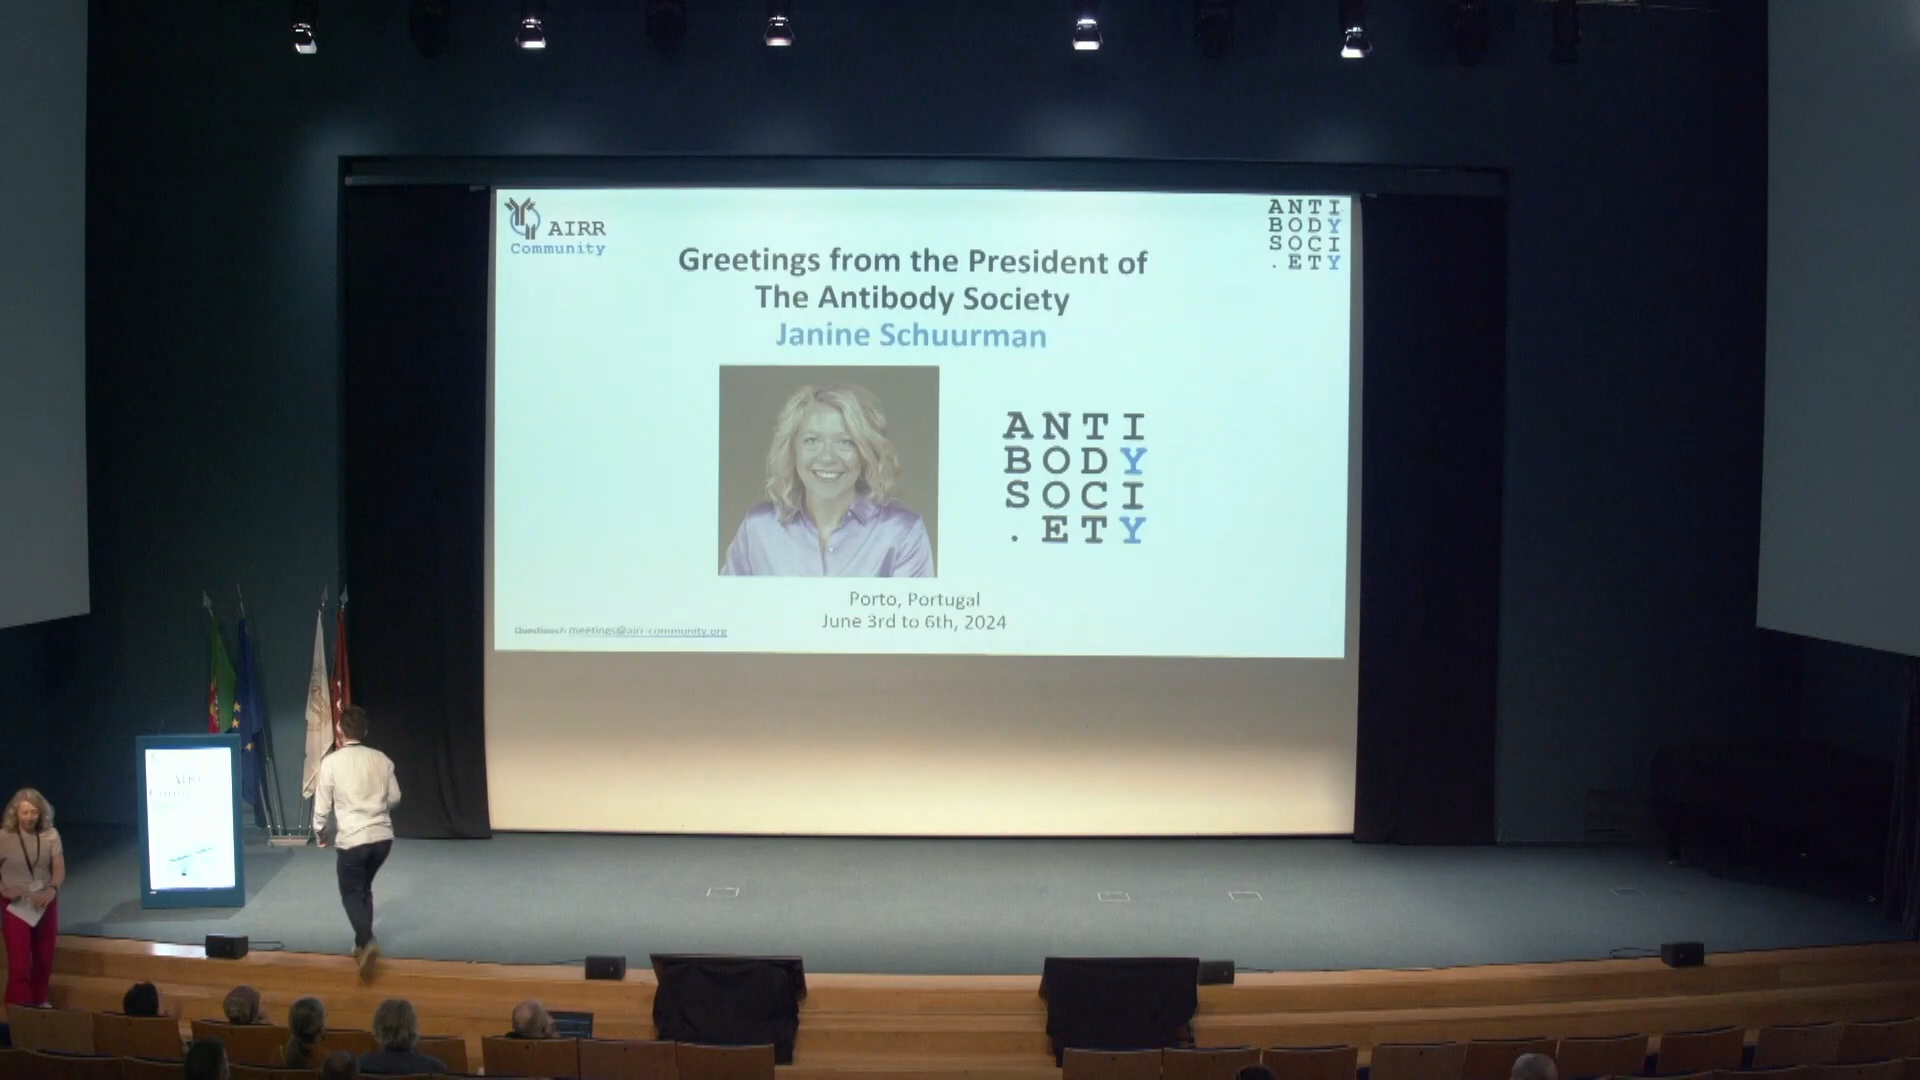 AIRR
Community
ANTI
BODY
SOCI
.ETY
Greetings from the President of
The Antibody Society
Janine Schuurman
ANTI
BODY
SOCI
.ETY
Porto, Portugal
June 3rd to 6th, 2024
Questions?: meetings@airr-community.org